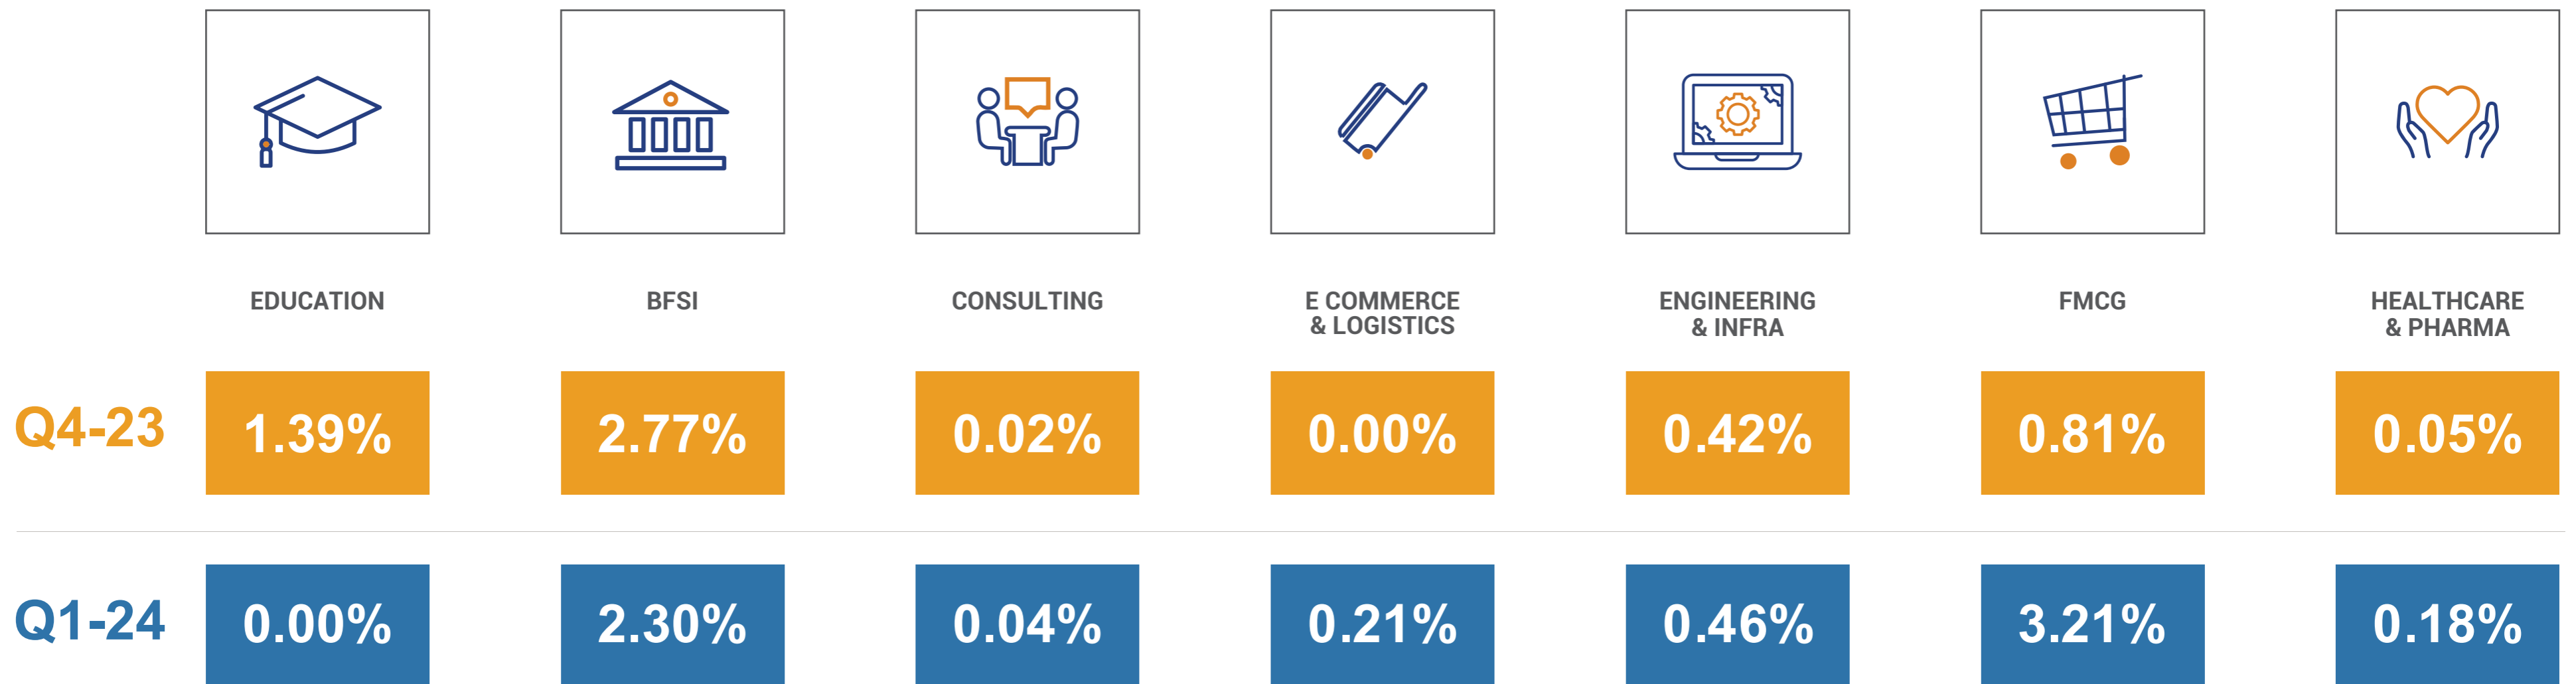 EDUCATION
BFSI
CONSULTING
E COMMERCE
& LOGISTICS
ENGINEERING
& INFRA
FMCG
HEALTHCARE
& PHARMA
Q4-23
1.39%
2.77%
0.02%
0.00%
0.42%
0.81%
0.05%
Q1-24
0.00%
2.30%
0.04%
0.21%
0.46%
3.21%
0.18%